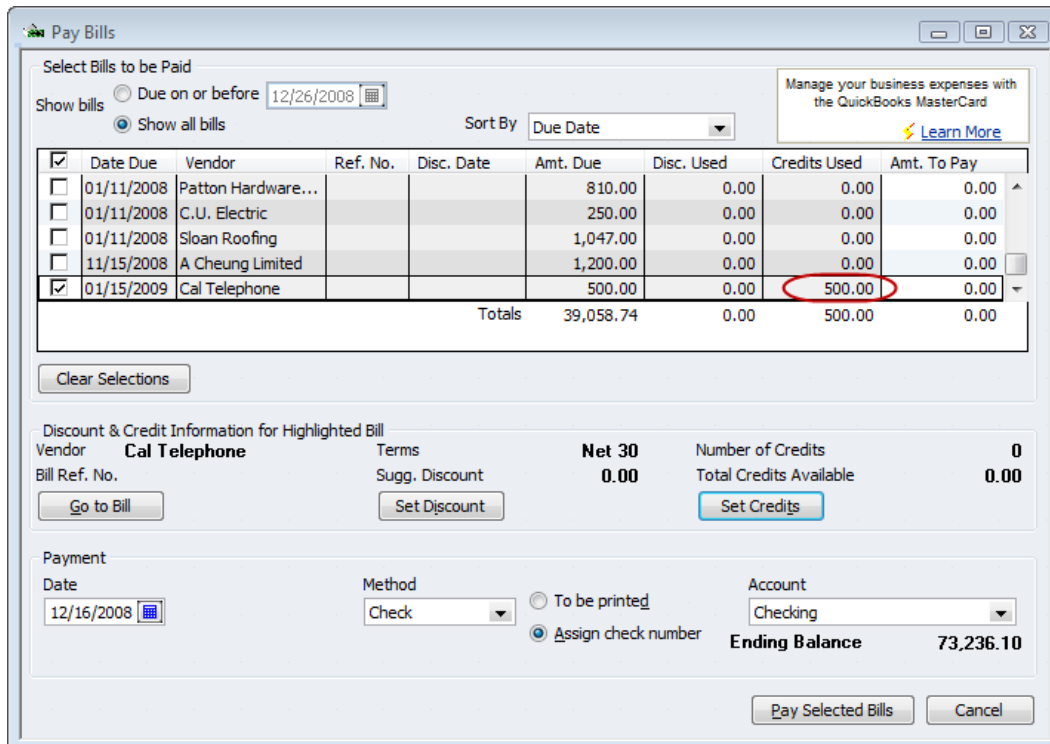 Pay Bills
Select Bills to be Paid
Show bills
Due on or before 12/26/2008
Show all bills
Sort By Due Date
Manage your business expenses with
the QuickBooks MasterCard
Learn More
Date Due Vendor Ref. No. Disc. Date Amt. Due Disc. Used Credits Used Amt. To Pay
01/11/2008 Patton Hardware... 810.00 0.00 0.00 0.00
01/11/2008 C.U. Electric 250.00 0.00 0.00 0.00
01/11/2008 Sloan Roofing 1,047.00 0.00 0.00 0.00
11/15/2008 A Cheung Limited 1,200.00 0.00 0.00 0.00
01/15/2009 Cal Telephone 500.00 0.00 500.00 0.00
Totals 39,058.74 0.00 500.00 0.00
Clear Selections
Discount & Credit Information for Highlighted Bill
Vendor Cal Telephone Terms Net 30 Number of Credits 0
Bill Ref. No. Sugg. Discount 0.00 Total Credits Available 0.00
Go to Bill Set Discount Set Credits
Payment
Date Method Account
12/16/2008 Check To be printed Checking
Assign check number
Ending Balance 73,236.10
Pay Selected Bills Cancel